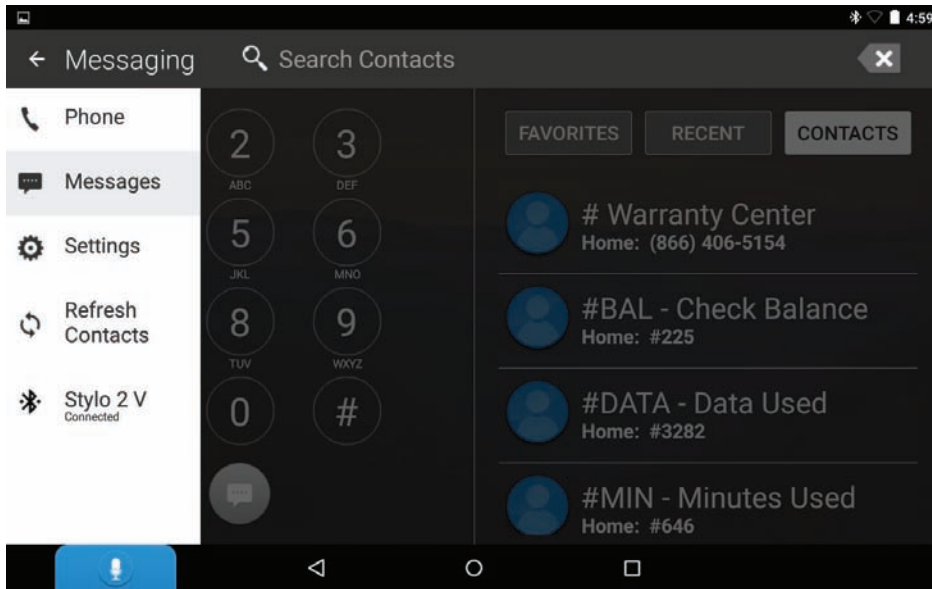 4:59
Messaging
Search Contacts
Phone
Messages
Settings
Refresh
Contacts
Stylo 2 V
Connected
2
ABC
3
DEF
5
JKL
6
MNO
8
TUV
9
WXYZ
0
#
FAVORITES
RECENT
CONTACTS
# Warranty Center
Home: (866) 406-5154
#BAL - Check Balance
Home: #225
#DATA - Data Used
Home: #3282
#MIN - Minutes Used
Home: #646